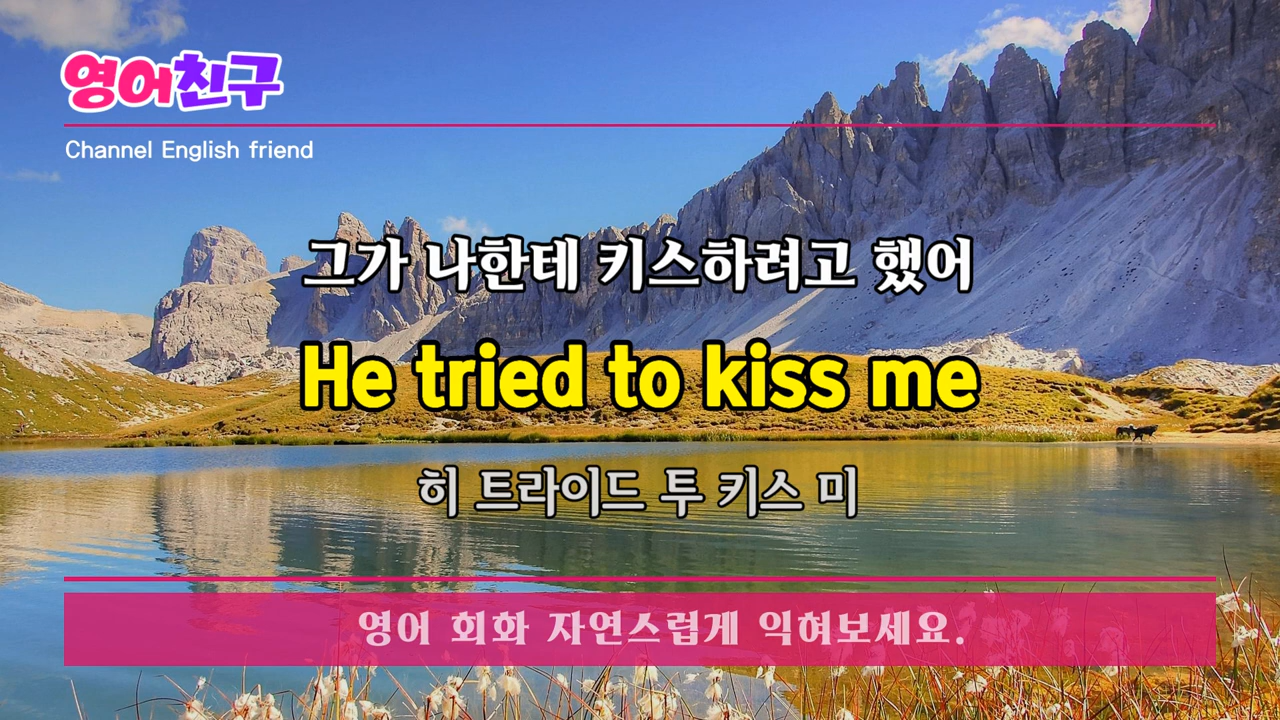 영어친구
Channel English friend
그가 나한테 키스하려고 했어
He tried to kiss me
히 트라이드 투 키스 미
영어 회화 자연스럽게 익혀보세요.